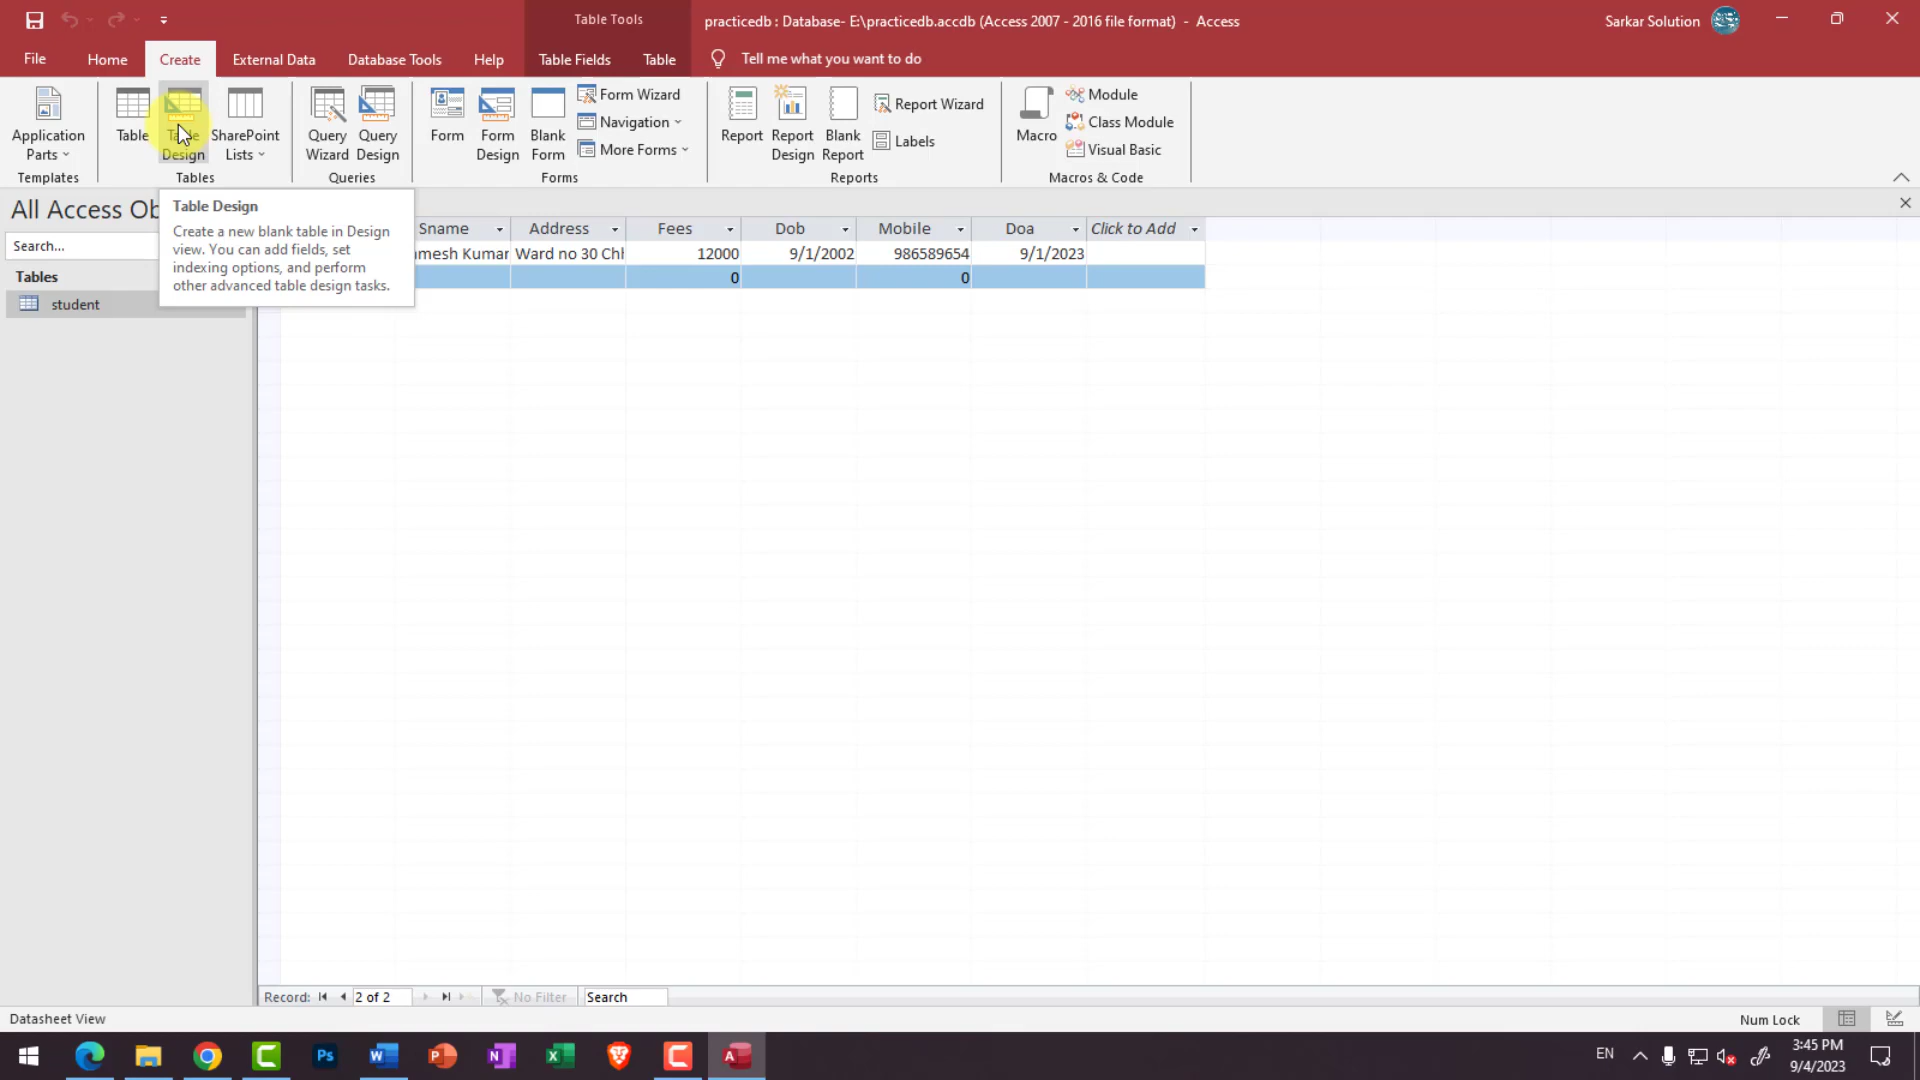 Table Tools
practicedb : Database- E:\practicedb.accdb (Access 2007 - 2016 file format) - Access
Sarkar Solution
File Home Create External Data Database Tools Help Table Fields Table Tell me what you want to do
Application Parts
Table
Table Design
SharePoint Lists
Query Wizard
Query Design
Form
Form Design
Blank Form
Form Wizard
Navigation
More Forms
Report
Report Design
Blank Report
Report Wizard
Labels
Macro
Module
Class Module
Visual Basic
Templates Tables Queries Forms Reports Macros & Code
All Access Ob
Search...
Tables
student
Table Design
Create a new blank table in Design
view. You can add fields, set
indexing options, and perform
other advanced table design tasks.
Sname Address Fees Dob Mobile Doa Click to Add
mesh Kumar Ward no 30 Chh 12000 9/1/2002 986589654 9/1/2023
0 0
Record: 2 of 2 No Filter Search
Datasheet View
Num Lock
Ps
EN
3:45 PM
9/4/2023